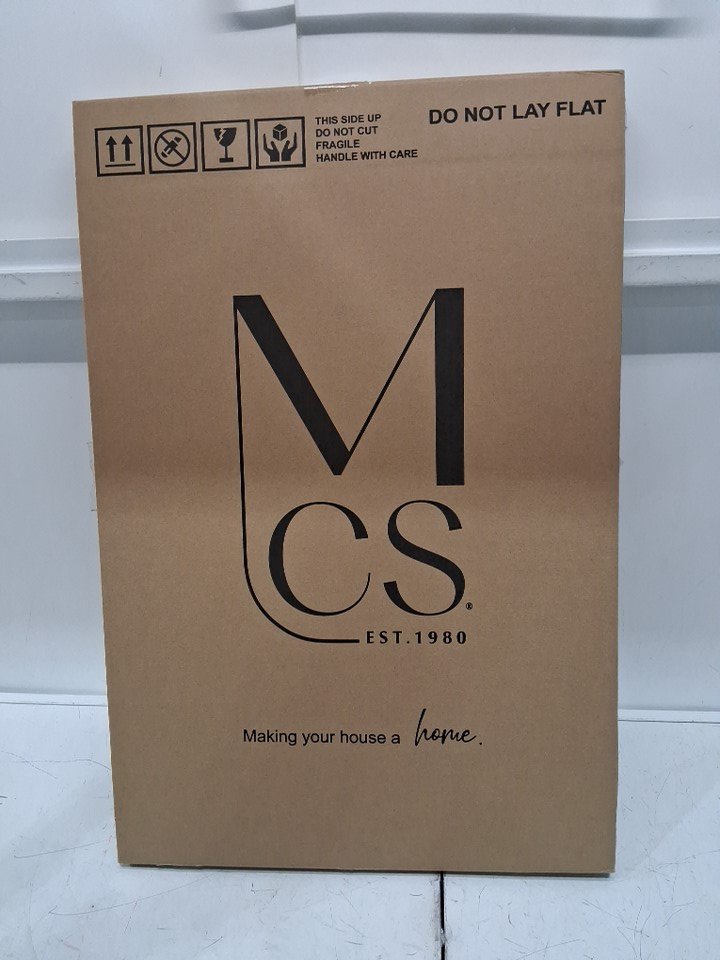 THIS SIDE UP
DO NOT CUT
FRAGILE
HANDLE WITH CARE
DO NOT LAY FLAT
M
CS®
EST.1980
Making your house a home.